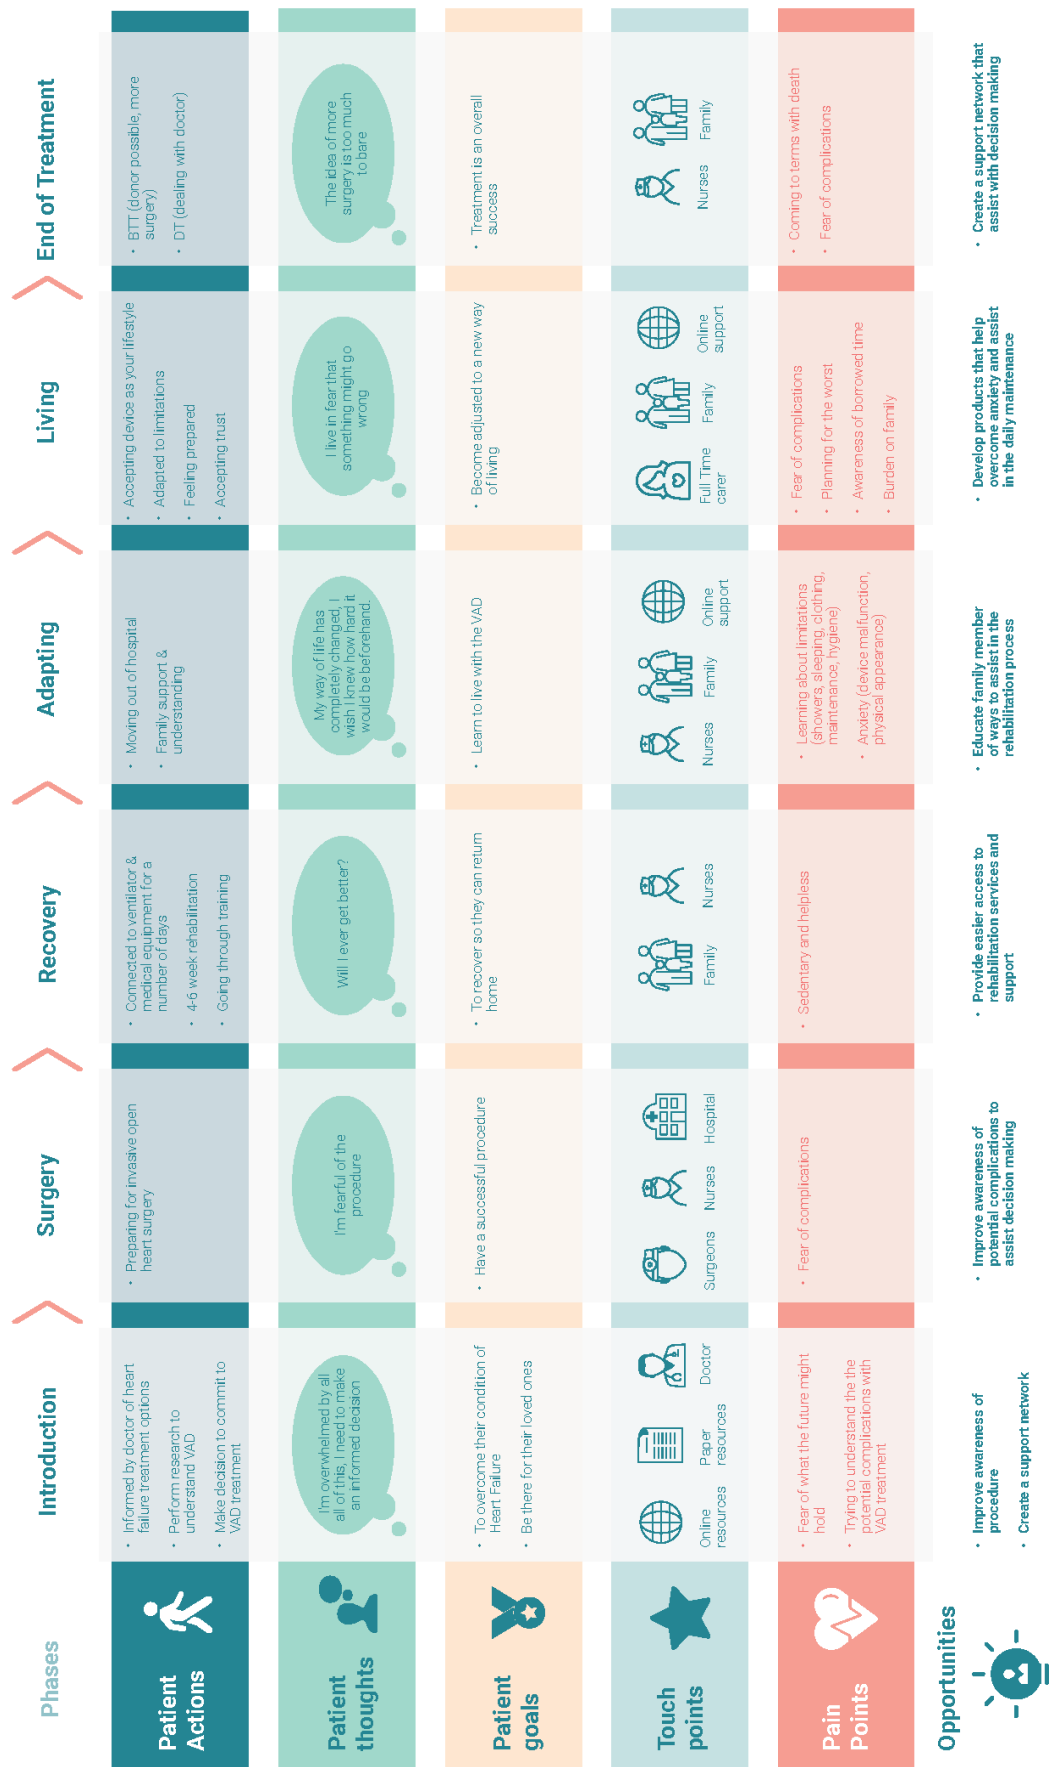 Phases
Introduction
Surgery
Recovery
Adapting
Living
End of Treatment
Patient
Actions
• Informed by doctor of heart
failure treatment options
• Perform research to
understand VAD
• Make decision to commit to
VAD treatment
• Preparing for invasive open
heart surgery
• Connected to ventilator &
medical equipment for a
number of days
• 4-6 week rehabilitation
• Going through training
• Moving out of hospital
• Family support &
understanding
• Accepting device as your lifestyle
• Adapted to limitations
• Feeling prepared
• Accepting trust
• BTT (donor possible, more
surgery)
• DT (dealing with doctor)
Patient
thoughts
I'm overwhelmed by all
all of this, I need to make
an informed decision
I'm fearful of the
procedure
Will I ever get better?
My way of life has
completely changed, I
wish I knew how hard it
would be beforehand.
I live in fear that
something might go
wrong
The idea of more
surgery is too much
to bare
Patient
goals
• To overcome their condition of
Heart Failure
• Be there for their loved ones
• Have a successful procedure
• To recover so they can return
home
• Learn to live with the VAD
• Become adjusted to a new way
of living
• Treatment is an overall
success
Touch
points
Online
resources
Paper
resources
Doctor
Surgeons
Nurses
Hospital
Family
Nurses
Nurses
Family
Online
support
Full Time
carer
Family
Online
support
Nurses
Family
Pain
Points
• Fear of what the future might
hold
• Trying to understand the the
potential complications with
VAD treatment
• Fear of complications
• Sedentary and helpless
• Learning about limitations
(showers, sleeping, clothing,
maintenance, hygiene)
• Anxiety (device malfunction,
physical appearance)
• Fear of complications
• Planning for the worst
• Awareness of borrowed time
• Burden on family
• Coming to terms with death
• Fear of complications
Opportunities
• Improve awareness of
procedure
• Create a support network
• Improve awareness of
potential complications to
assist decision making
• Provide easier access to
rehabilitation services and
support
• Educate family member
of ways to assist in the
rehabilitation process
• Develop products that help
overcome anxiety and assist
in the daily maintenance
• Create a support network that
assist with decision making